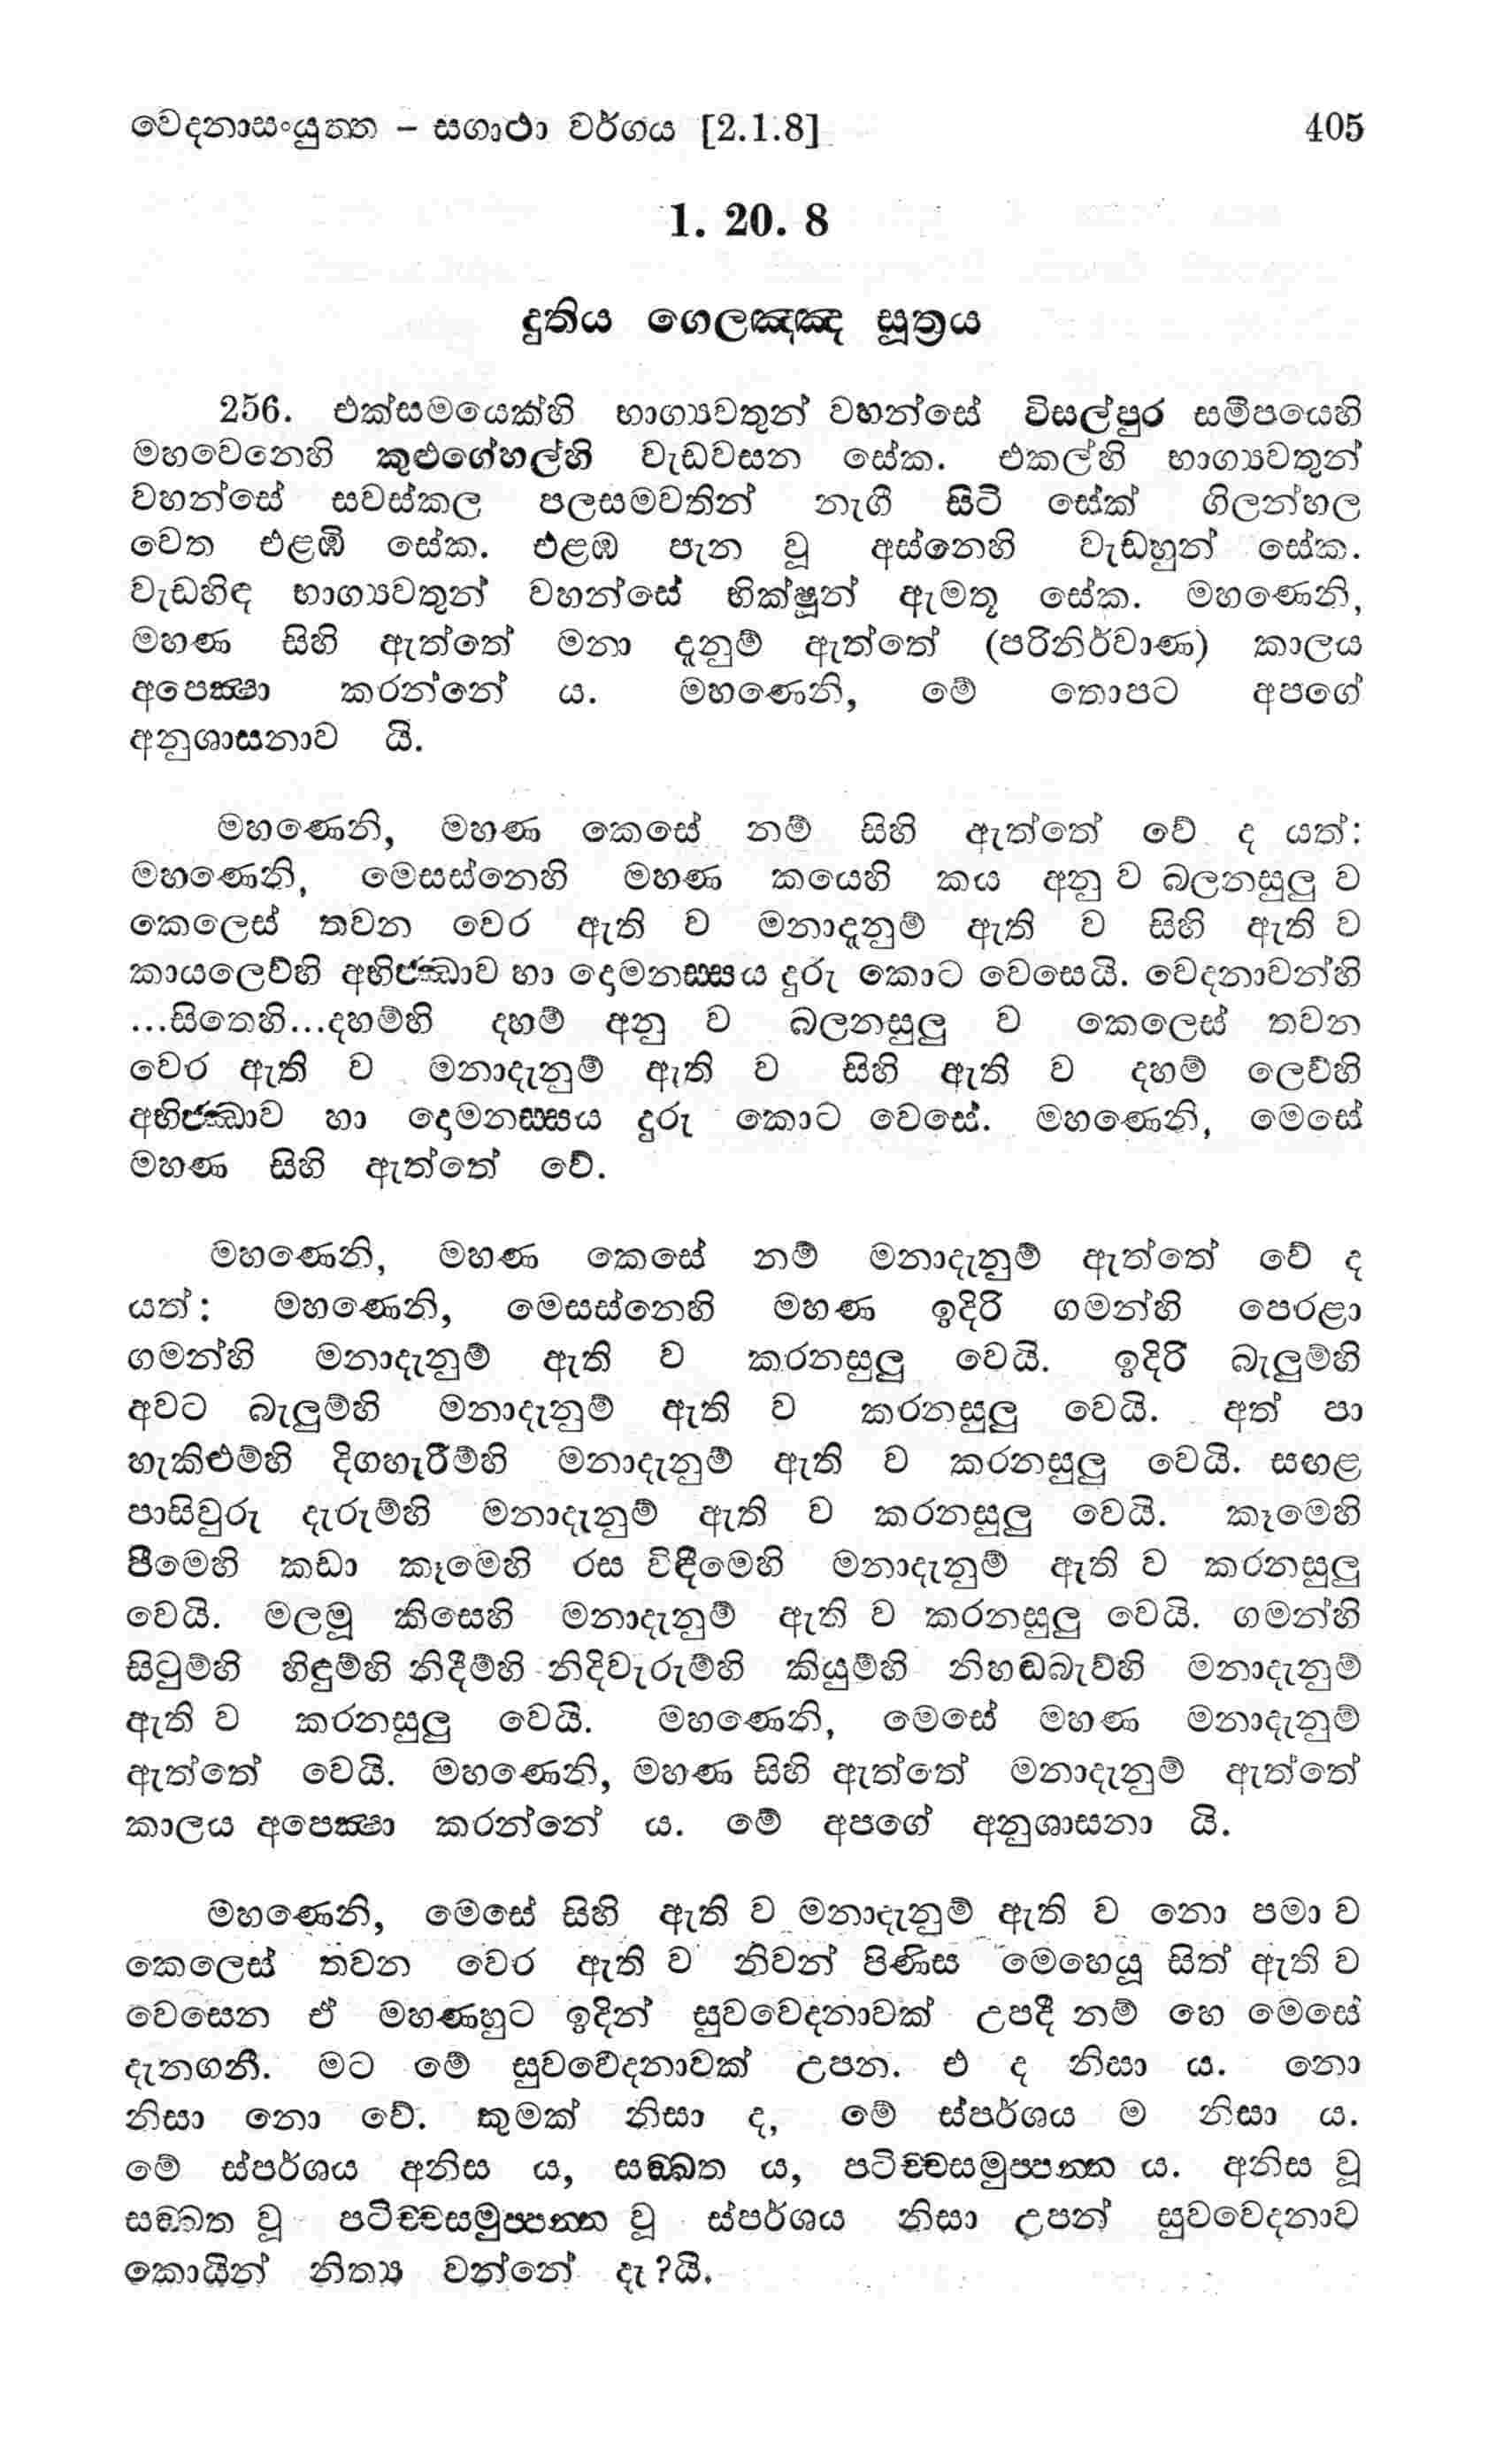 වෙදනාසංයුත්ත – සගාථා වර්ගය [2.1.8] 405
1. 20. 8
දුතිය ගෙලඤ්ඤ සූත්‍රය
256. එක්සමයෙක්හි භාග්‍යවතුන් වහන්සේ විසල්පුර සමීපයෙහි
මහවෙනෙහි කුළුගේහල්හි වැඩවසන සේක. එකල්හි භාග්‍යවතුන්
වහන්සේ සවස්කල පලසමවතින් නැගී සිටි සේක් ගිලන්හල
වෙත එළඹි සේක. එළඹ පැන වූ අස්නෙහි වැඩහුන් සේක.
වැඩහිඳ භාග්‍යවතුන් වහන්සේ භික්ෂූන් ඇමතූ සේක. මහණෙනි,
මහණ සිහි ඇත්තේ මනා දැනුම් ඇත්තේ (පරිනිර්වාණ) කාලය
අපෙක්‍ෂා කරන්නේ ය. මහණෙනි, මේ තොපට අපගේ
අනුශාසනාව යි.
මහණෙනි, මහණ කෙසේ නම් සිහි ඇත්තේ වේ ද යත්:
මහණෙනි, මෙසස්නෙහි මහණ කයෙහි කය අනු ව බලනසුලු ව
කෙලෙස් තවන වෙර ඇති ව මනාදැනුම් ඇති ව සිහි ඇති ව
කායලෙව්හි අභිජ්ඣාව හා දොමනස්සය දුරු කොට වෙසෙයි. වෙදනාවන්හි
...සිතෙහි...දහම්හි දහම් අනු ව බලනසුලු ව කෙලෙස් තවන
වෙර ඇති ව මනාදැනුම් ඇති ව සිහි ඇති ව දහම් ලෙව්හි
අභිජ්ඣාව හා දොමනස්සය දුරු කොට වෙසේ. මහණෙනි, මෙසේ
මහණ සිහි ඇත්තේ වේ.
මහණෙනි, මහණ කෙසේ නම් මනාදැනුම් ඇත්තේ වේ ද
යත්: මහණෙනි, මෙසස්නෙහි මහණ ඉදිරි ගමන්හි පෙරළා
ගමන්හි මනාදැනුම් ඇති ව කරනසුලු වෙයි. ඉදිරි බැලුම්හි
අවට බැලුම්හි මනාදැනුම් ඇති ව කරනසුලු වෙයි. අත් පා
හැකිළුම්හි දිගහැරීම්හි මනාදැනුම් ඇති ව කරනසුලු වෙයි. සඟළ
පාසිවුරු දැරුම්හි මනාදැනුම් ඇති ව කරනසුලු වෙයි. කෑමෙහි
පීමෙහි කඩා කෑමෙහි රස විඳීමෙහි මනාදැනුම් ඇති ව කරනසුලු
වෙයි. මලමූ කිසෙහි මනාදැනුම් ඇති ව කරනසුලු වෙයි. ගමන්හි
සිටුම්හි හිඳුම්හි නිදීම්හි නිදිවැරුම්හි කියුම්හි නිහඬබැව්හි මනාදැනුම්
ඇති ව කරනසුලු වෙයි. මහණෙනි, මෙසේ මහණ මනාදැනුම්
ඇත්තේ වෙයි. මහණෙනි, මහණ සිහි ඇත්තේ මනාදැනුම් ඇත්තේ
කාලය අපෙක්‍ෂා කරන්නේ ය. මේ අපගේ අනුශාසනා යි.
මහණෙනි, මෙසේ සිහි ඇති ව මනාදැනුම් ඇති ව නො පමා ව
කෙලෙස් තවන වෙර ඇති ව නිවන් පිණිස මෙහෙයූ සිත් ඇති ව
වෙසෙන ඒ මහණහුට ඉදින් සුවවෙදනාවක් උපදී නම් හෙ මෙසේ
දැනගනී. මට මේ සුවවේදනාවක් උපන. එ ද නිසා ය. නො
නිසා නො වේ. කුමක් නිසා ද, මේ ස්පර්ශය ම නිසා ය.
මේ ස්පර්ශය අනිස ය, සඞ්ඛත ය, පටිච්චසමුප්පන්න ය. අනිස වූ
සඞ්ඛත වූ පටිච්චසමුප්පන්න වූ ස්පර්ශය නිසා උපන් සුවවෙදනාව
කොයින් නිත්‍ය වන්නේ දැ?යි.